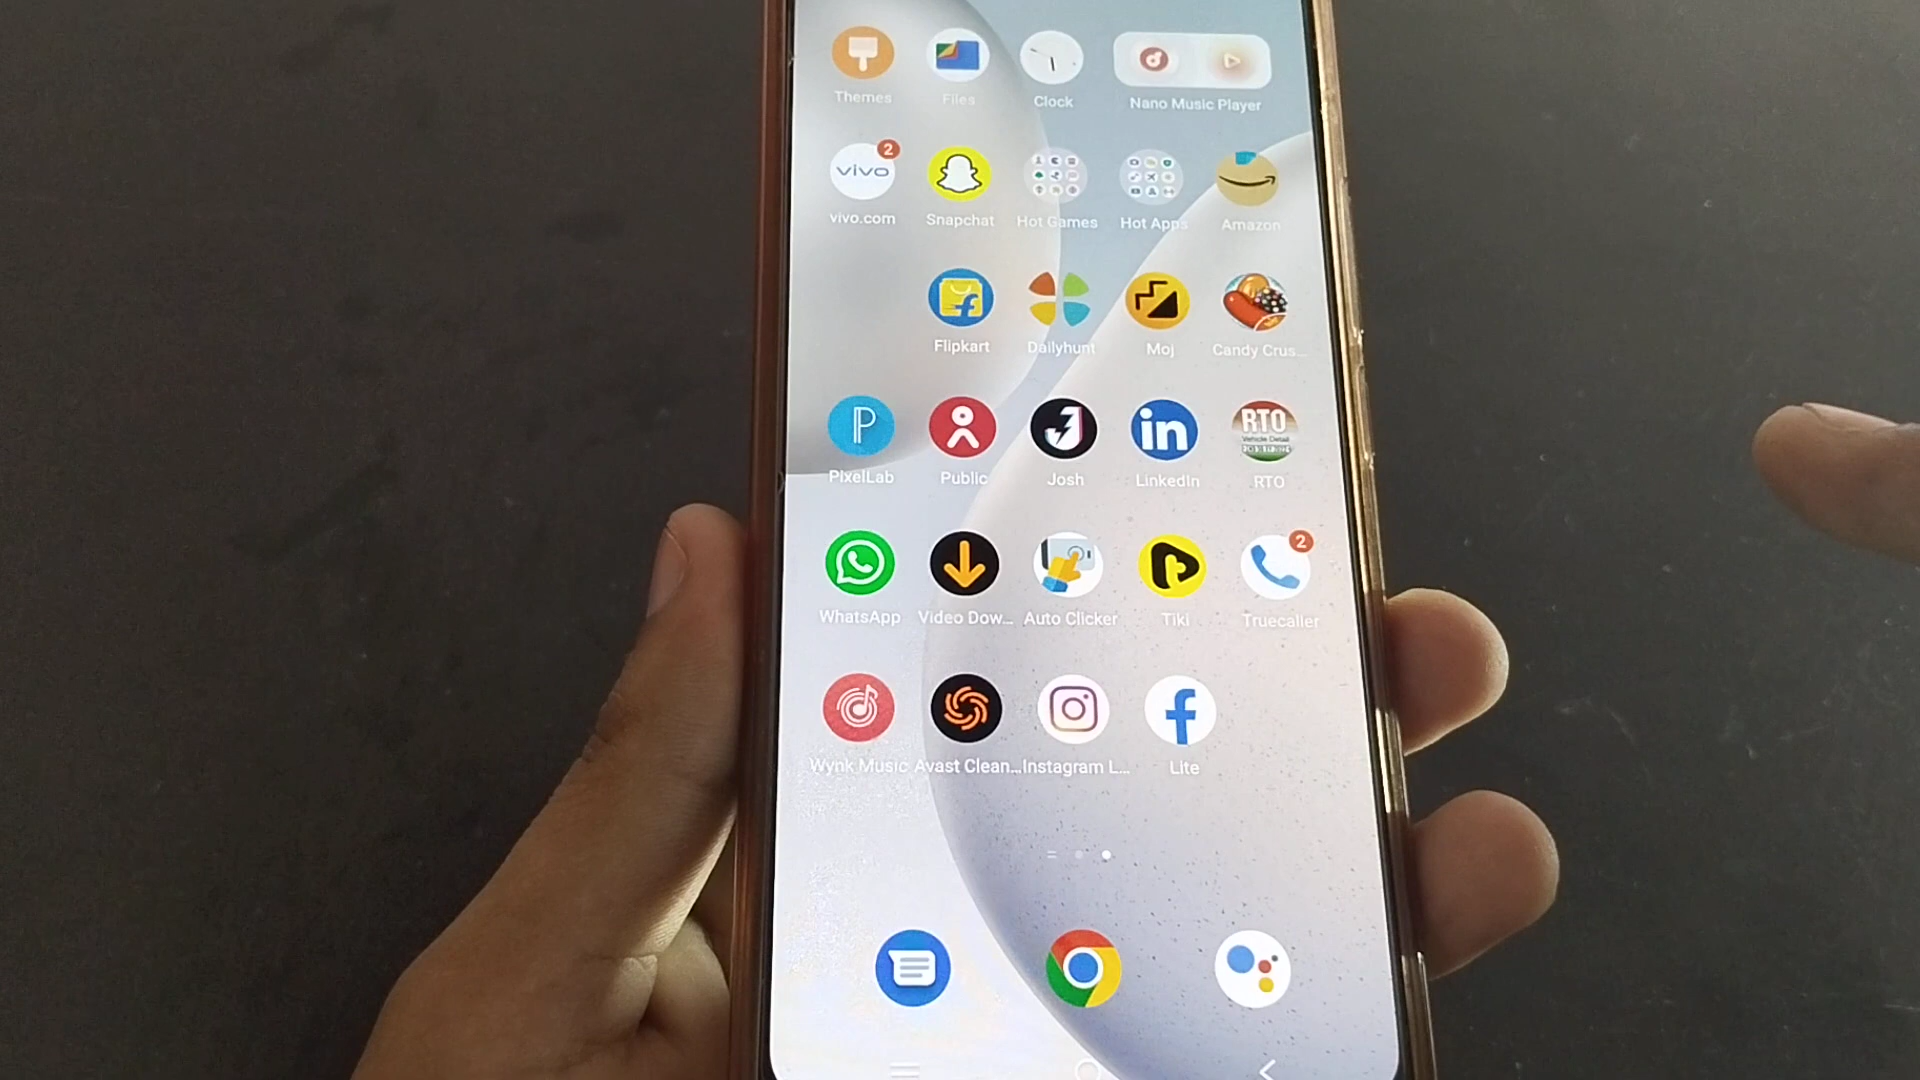 Themes Files Clock Nano Music Player
vivo 2
vivo.com Snapchat Hot Games Hot Apps Amazon
Flipkart Dailyhunt Moj Candy Crus...
P in RTO
Vehicle Detail
PixelLab Public Josh LinkedIn RTO
2
WhatsApp Video Dow... Auto Clicker Tiki Truecaller
Wynk Music Avast Clean... Instagram L... Lite